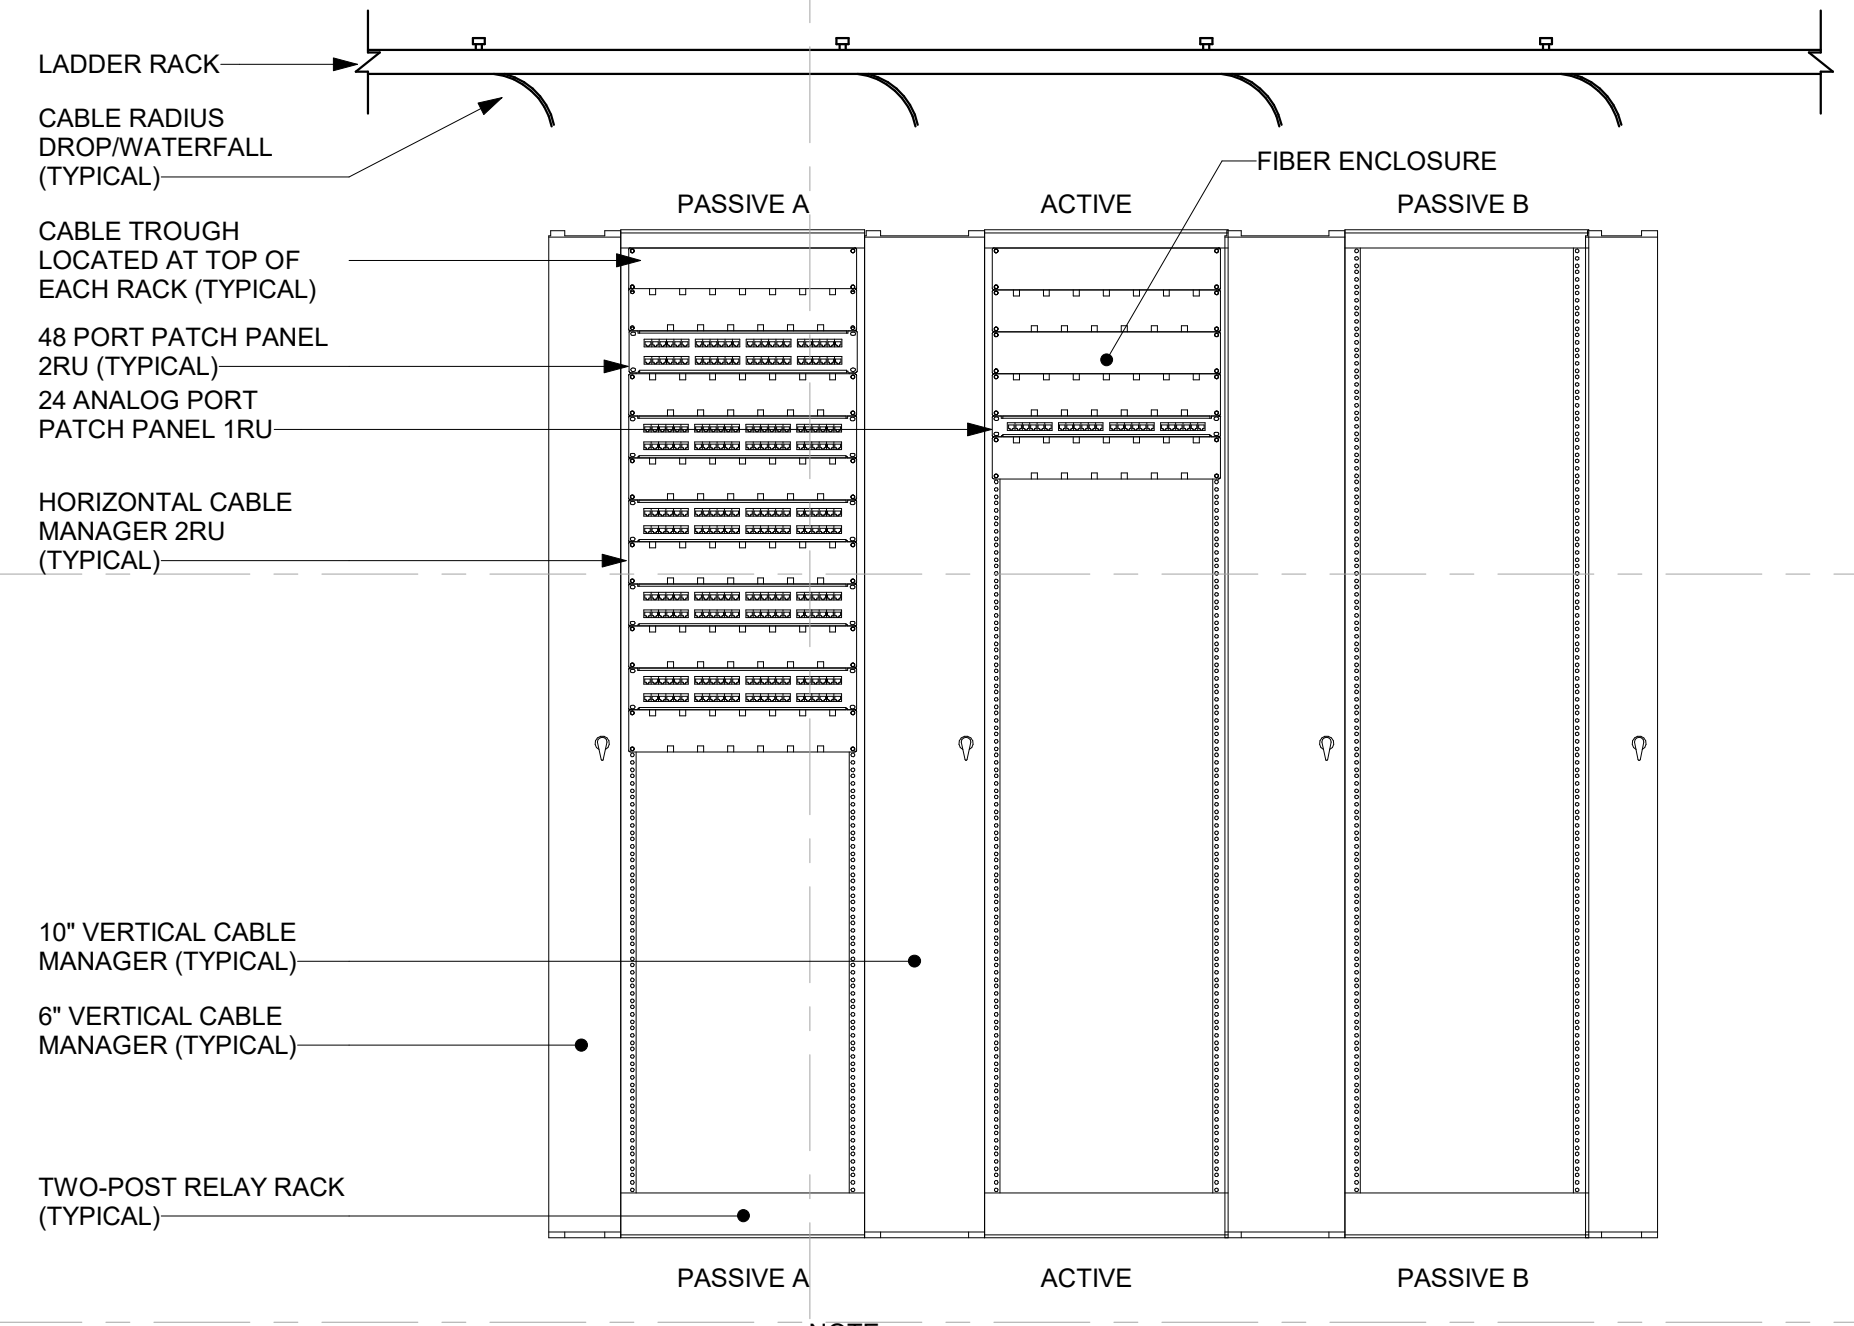 LADDER RACK
CABLE RADIUS
DROP/WATERFALL
(TYPICAL)
FIBER ENCLOSURE
PASSIVE A
ACTIVE
PASSIVE B
CABLE TROUGH
LOCATED AT TOP OF
EACH RACK (TYPICAL)
48 PORT PATCH PANEL
2RU (TYPICAL)
24 ANALOG PORT
PATCH PANEL 1RU
HORIZONTAL CABLE
MANAGER 2RU
(TYPICAL)
10" VERTICAL CABLE
MANAGER (TYPICAL)
6" VERTICAL CABLE
MANAGER (TYPICAL)
TWO-POST RELAY RACK
(TYPICAL)
PASSIVE A
ACTIVE
PASSIVE B